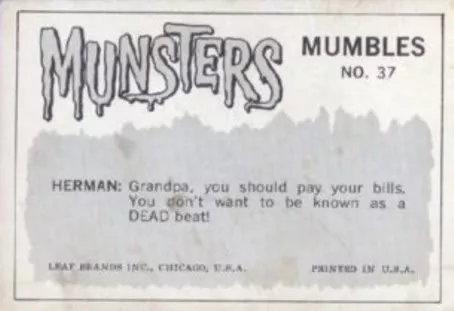 MUNSTERS MUMBLES
NO. 37
HERMAN: Grandpa, you should pay your bills.
You don't want to be known as a
DEAD beat!
LEAF BRANDS INC., CHICAGO, U.S.A. PRINTED IN U.S.A.